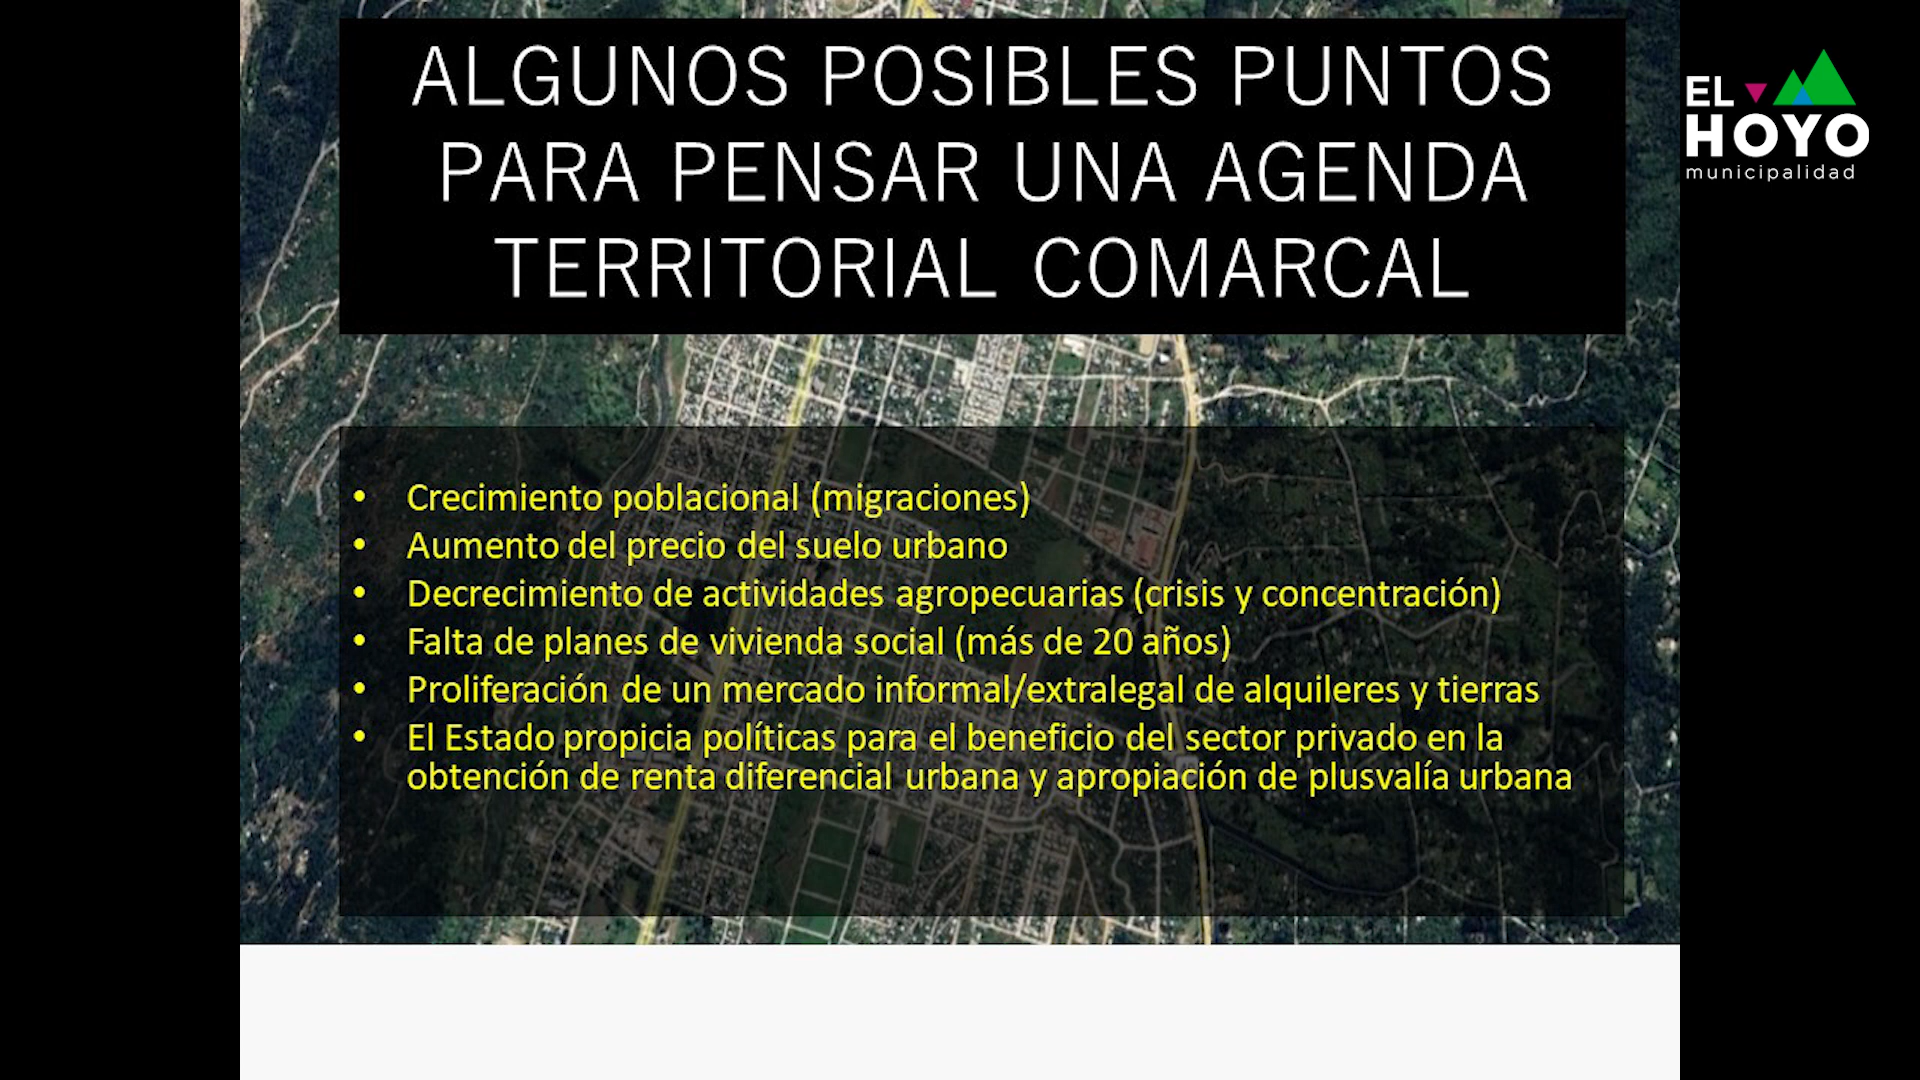 ALGUNOS POSIBLES PUNTOS
PARA PENSAR UNA AGENDA
TERRITORIAL COMARCAL
EL
HOYO
municipalidad
• Crecimiento poblacional (migraciones)
• Aumento del precio del suelo urbano
• Decrecimiento de actividades agropecuarias (crisis y concentración)
• Falta de planes de vivienda social (más de 20 años)
• Proliferación de un mercado informal/extralegal de alquileres y tierras
• El Estado propicia políticas para el beneficio del sector privado en la
obtención de renta diferencial urbana y apropiación de plusvalía urbana